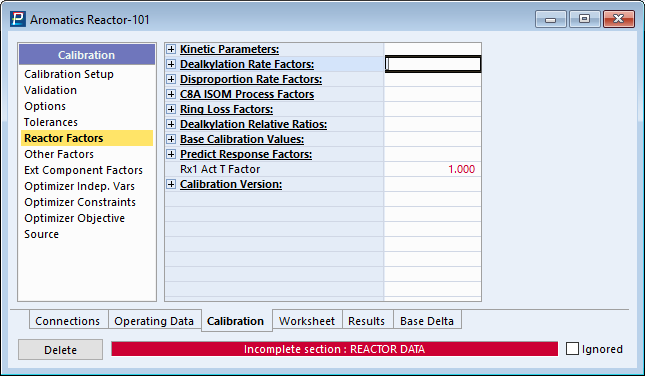 Aromatics Reactor-101
Calibration
Calibration Setup
Validation
Options
Tolerances
Reactor Factors
Other Factors
Ext Component Factors
Optimizer Indep. Vars
Optimizer Constraints
Optimizer Objective
Source
Kinetic Parameters:
Dealkylation Rate Factors:
Disproportion Rate Factors:
C8A ISOM Process Factors
Ring Loss Factors:
Dealkylation Relative Ratios:
Base Calibration Values:
Predict Response Factors:
Rx1 Act T Factor 1.000
Calibration Version:
Connections Operating Data Calibration Worksheet Results Base Delta
Delete Incomplete section : REACTOR DATA Ignored